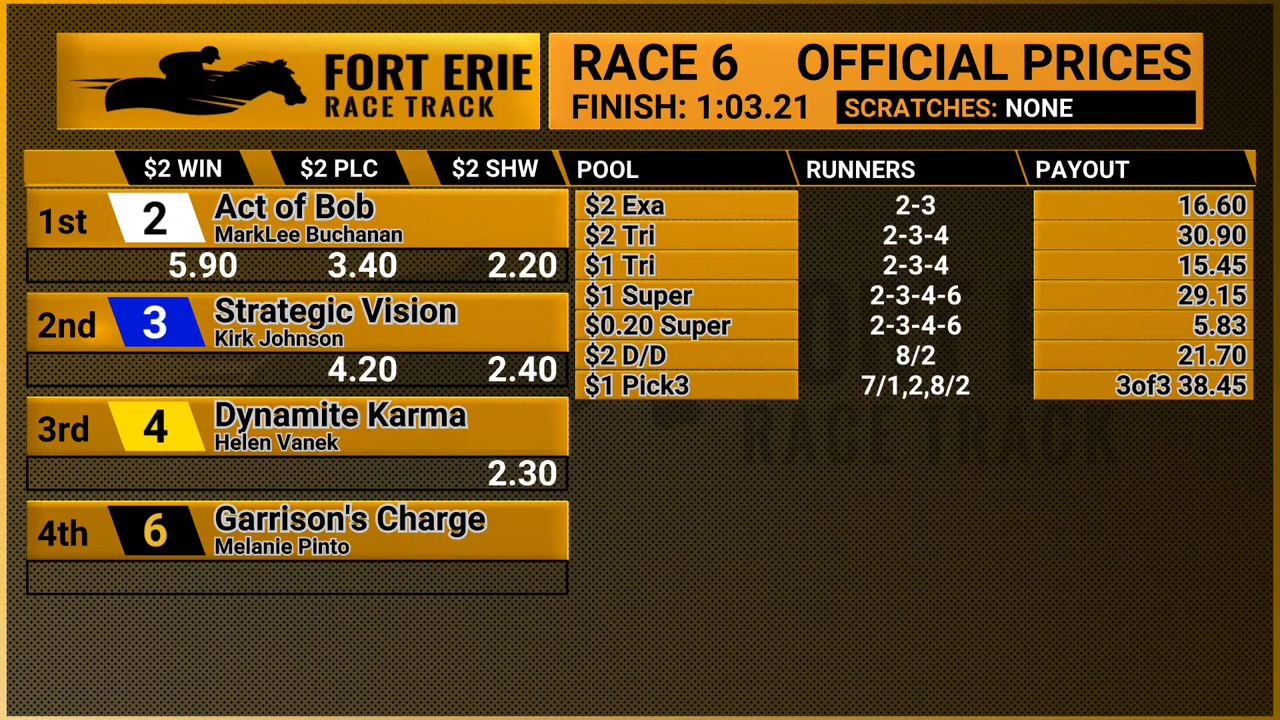 FORT ERIE
RACE TRACK
RACE 6 OFFICIAL PRICES
FINISH: 1:03.21 SCRATCHES: NONE
$2 WIN $2 PLC $2 SHW
1st 2 Act of Bob
MarkLee Buchanan
5.90 3.40 2.20
2nd 3 Strategic Vision
Kirk Johnson
4.20 2.40
3rd 4 Dynamite Karma
Helen Vanek
2.30
4th 6 Garrison's Charge
Melanie Pinto
POOL RUNNERS PAYOUT
$2 Exa 2-3 16.60
$2 Tri 2-3-4 30.90
$1 Tri 2-3-4 15.45
$1 Super 2-3-4-6 29.15
$0.20 Super 2-3-4-6 5.83
$2 D/D 8/2 21.70
$1 Pick3 7/1,2,8/2 3of3 38.45
RACE TRACK